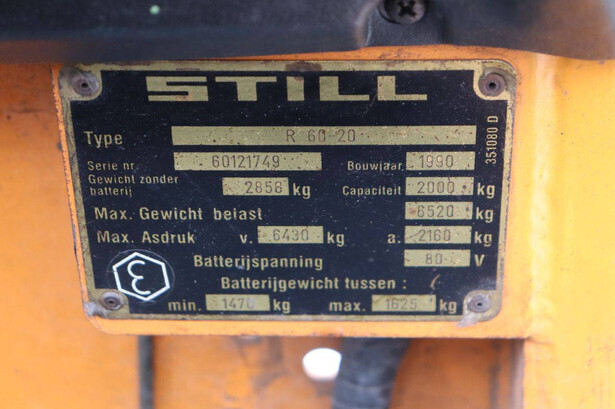 STILL
Type R 60-20
Serie nr. 60121749 Bouwjaar 1990
Gewicht zonder batterij 2858 kg Capaciteit 2000 kg
Max. Gewicht belast 6520 kg
Max. Asdruk v. 6430 kg a. 2160 kg
Batterijspanning 80 V
Batterijgewicht tussen :
min. 1470 kg max. 1625 kg
351080 D